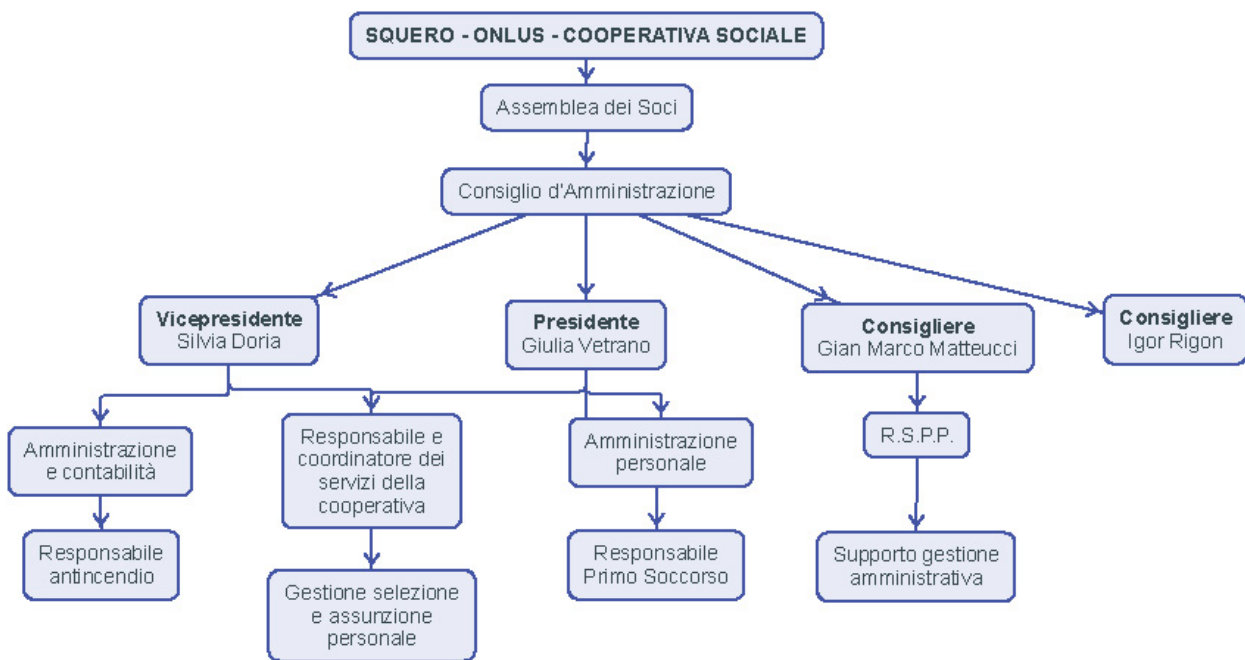 SQUERO - ONLUS - COOPERATIVA SOCIALE
Assemblea dei Soci
Consiglio d'Amministrazione
Vicepresidente
Silvia Doria
Presidente
Giulia Vetrano
Consigliere
Gian Marco Matteucci
Consigliere
Igor Rigon
Amministrazione
e contabilità
Responsabile e
coordinatore dei
servizi della
cooperativa
Amministrazione
personale
R.S.P.P.
Responsabile
antincendio
Gestione selezione
e assunzione
personale
Responsabile
Primo Soccorso
Supporto gestione
amministrativa